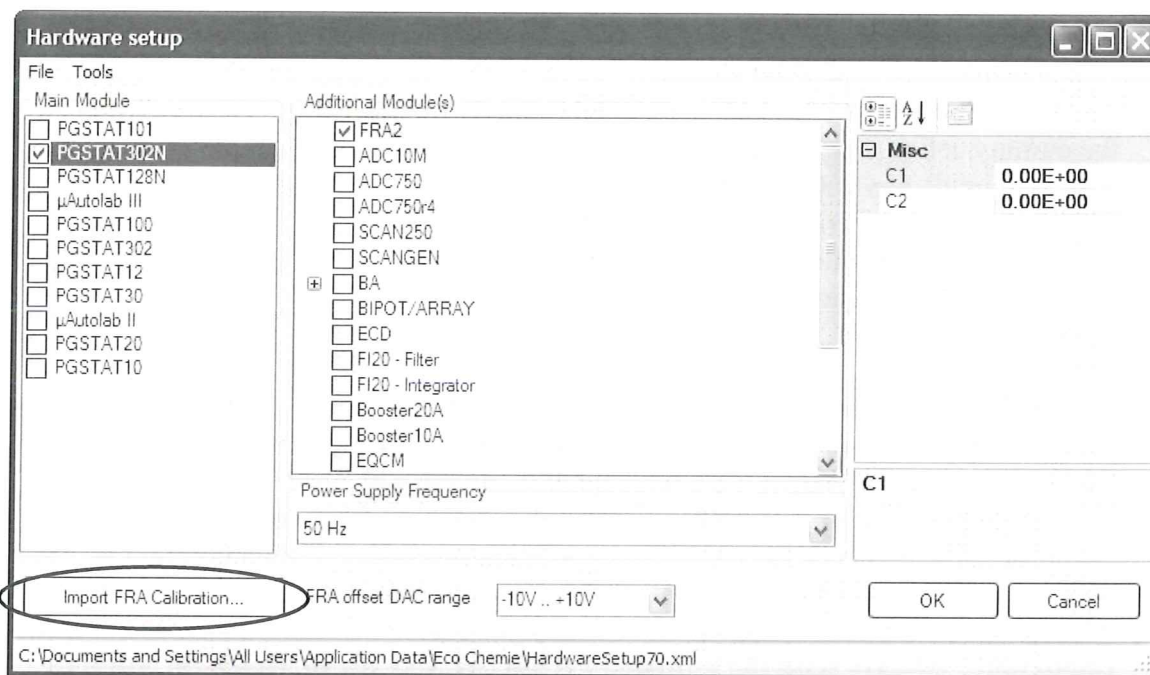 Hardware setup
File Tools
Main Module
PGSTAT101
PGSTAT302N
PGSTAT128N
µAutolab III
PGSTAT100
PGSTAT302
PGSTAT12
PGSTAT30
µAutolab II
PGSTAT20
PGSTAT10
Additional Module(s)
FRA2
ADC10M
ADC750
ADC750r4
SCAN250
SCANGEN
BA
BIPOT/ARRAY
ECD
FI20 - Filter
FI20 - Integrator
Booster20A
Booster10A
EQCM
Power Supply Frequency
50 Hz
Misc
C1 0.00E+00
C2 0.00E+00
C1
Import FRA Calibration...
FRA offset DAC range -10V .. +10V
OK Cancel
C:\Documents and Settings\All Users\Application Data\Eco Chemie\HardwareSetup70.xml